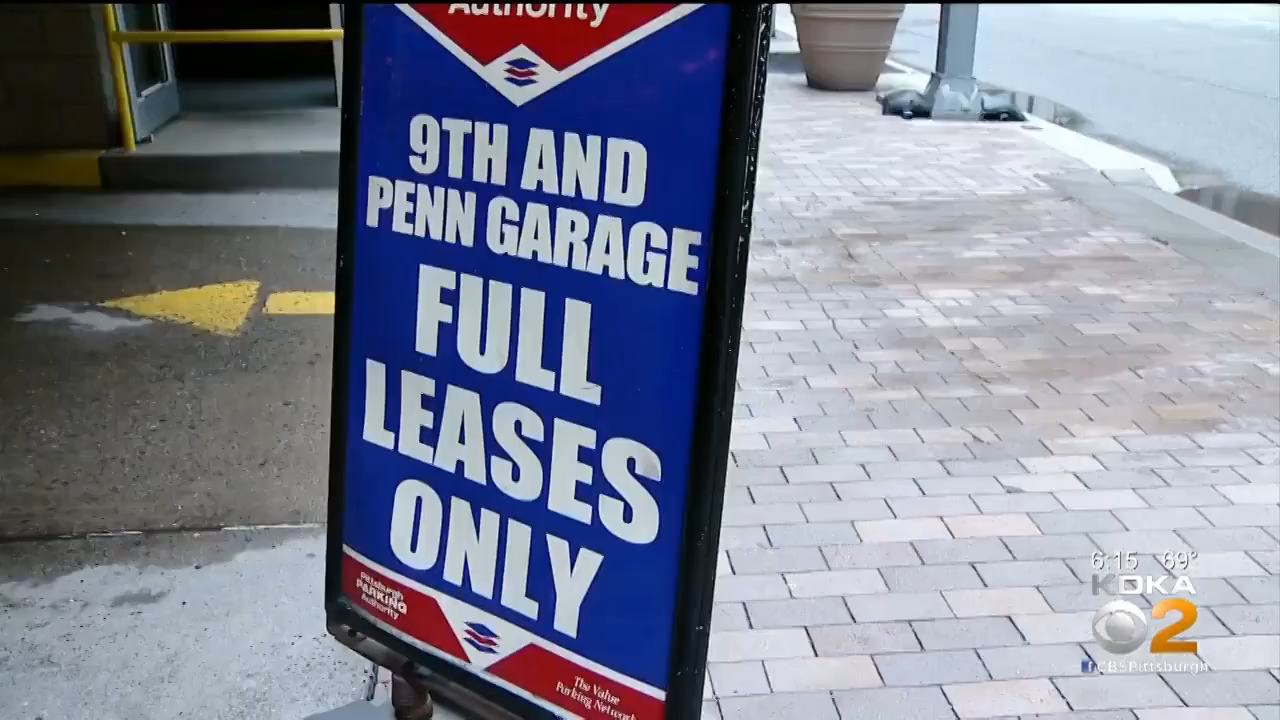 Authority
9TH AND
PENN GARAGE
FULL
LEASES
ONLY
Pittsburgh
PARKING
Authority
The Value
Parking Network
6:15 69°
KDKA
2
CBSPittsburgh